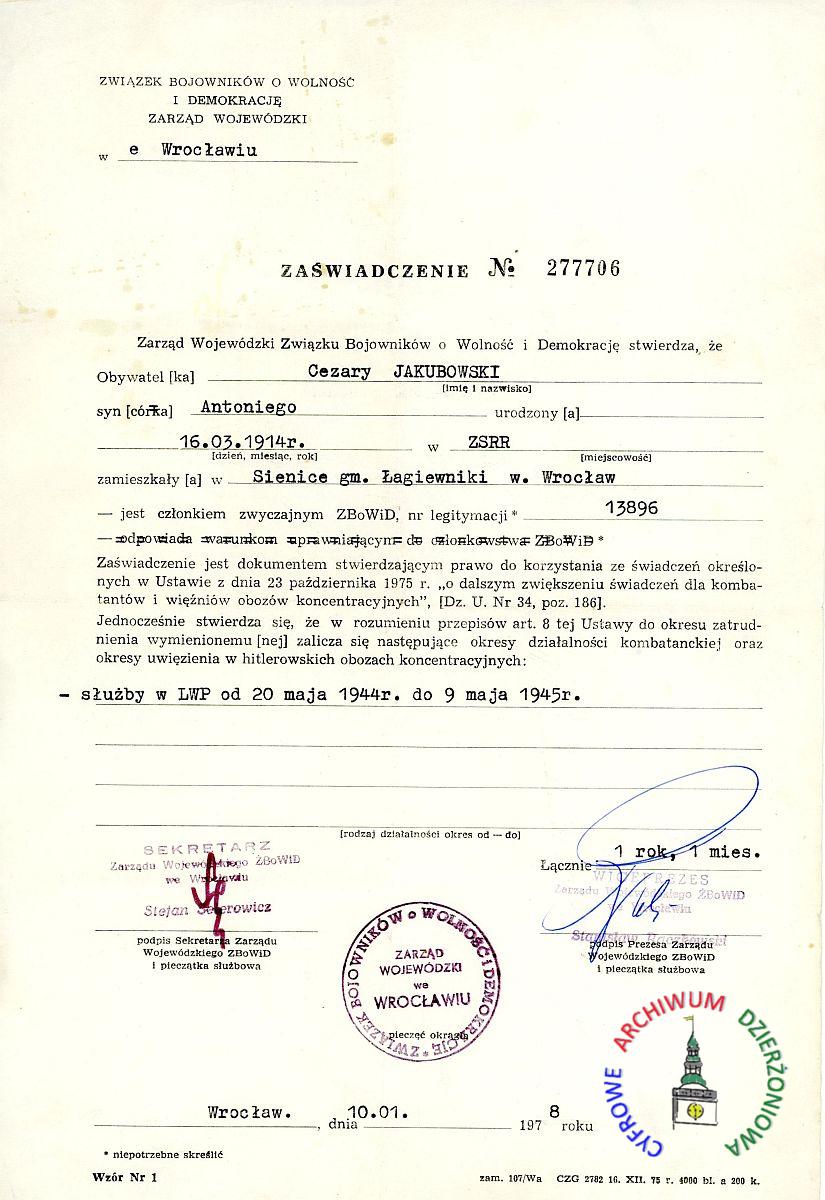 ZWIĄZEK BOJOWNIKÓW O WOLNOŚĆ
I DEMOKRACJĘ
ZARZĄD WOJEWÓDZKI
w e Wrocławiu
ZAŚWIADCZENIE № 277706
Zarząd Wojewódzki Związku Bojowników o Wolność i Demokrację stwierdza, że
Obywatel [ka] Cezary JAKUBOWSKI
[imię i nazwisko]
syn [córka] Antoniego urodzony [a]
16.03.1914r. w ZSRR
[dzień, miesiąc, rok] [miejscowość]
zamieszkały [a] w Sienice gm. Łagiewniki w. Wrocław
— jest członkiem zwyczajnym ZBoWiD, nr legitymacji * 13896
— odpowiada warunkom uprawniającym do członkowstwa ZBoWiD *
Zaświadczenie jest dokumentem stwierdzającym prawo do korzystania ze świadczeń określo-
nych w Ustawie z dnia 23 października 1975 r. „o dalszym zwiększeniu świadczeń dla komba-
tantów i więźniów obozów koncentracyjnych”, [Dz. U. Nr 34, poz. 186].
Jednocześnie stwierdza się, że w rozumieniu przepisów art. 8 tej Ustawy do okresu zatrud-
nienia wymienionemu [nej] zalicza się następujące okresy działalności kombatanckiej oraz
okresy uwięzienia w hitlerowskich obozach koncentracyjnych:
— służby w LWP od 20 maja 1944r. do 9 maja 1945r.
[rodzaj działalności okres od — do]
Łącznie 1 rok, 1 mies.
SEKRETARZ
Zarządu Wojewódzkiego ZBoWiD
we Wrocławiu
Stefan
podpis Sekretarza Zarządu
Wojewódzkiego ZBoWiD
i pieczątka służbowa
WICEPREZES
Zarządu Wojewódzkiego ZBoWiD
we Wrocławiu
Stanisław
podpis Prezesa Zarządu
Wojewódzkiego ZBoWiD
i pieczątka służbowa
ZWIĄZEK BOJOWNIKÓW o WOLNOŚĆ i DEMOKRACJĘ *
ZARZĄD
WOJEWÓDZKI
we
WROCŁAWIU
pieczęć okrągła
CYFROWE ARCHIWUM DZIERŻONIOWA
Wrocław. , dnia 10.01. 197 8 roku
* niepotrzebne skreślić
Wzór Nr 1 zam. 107/Wa CZG 2782 16. XII. 75 r. 4000 bl. a 200 k.